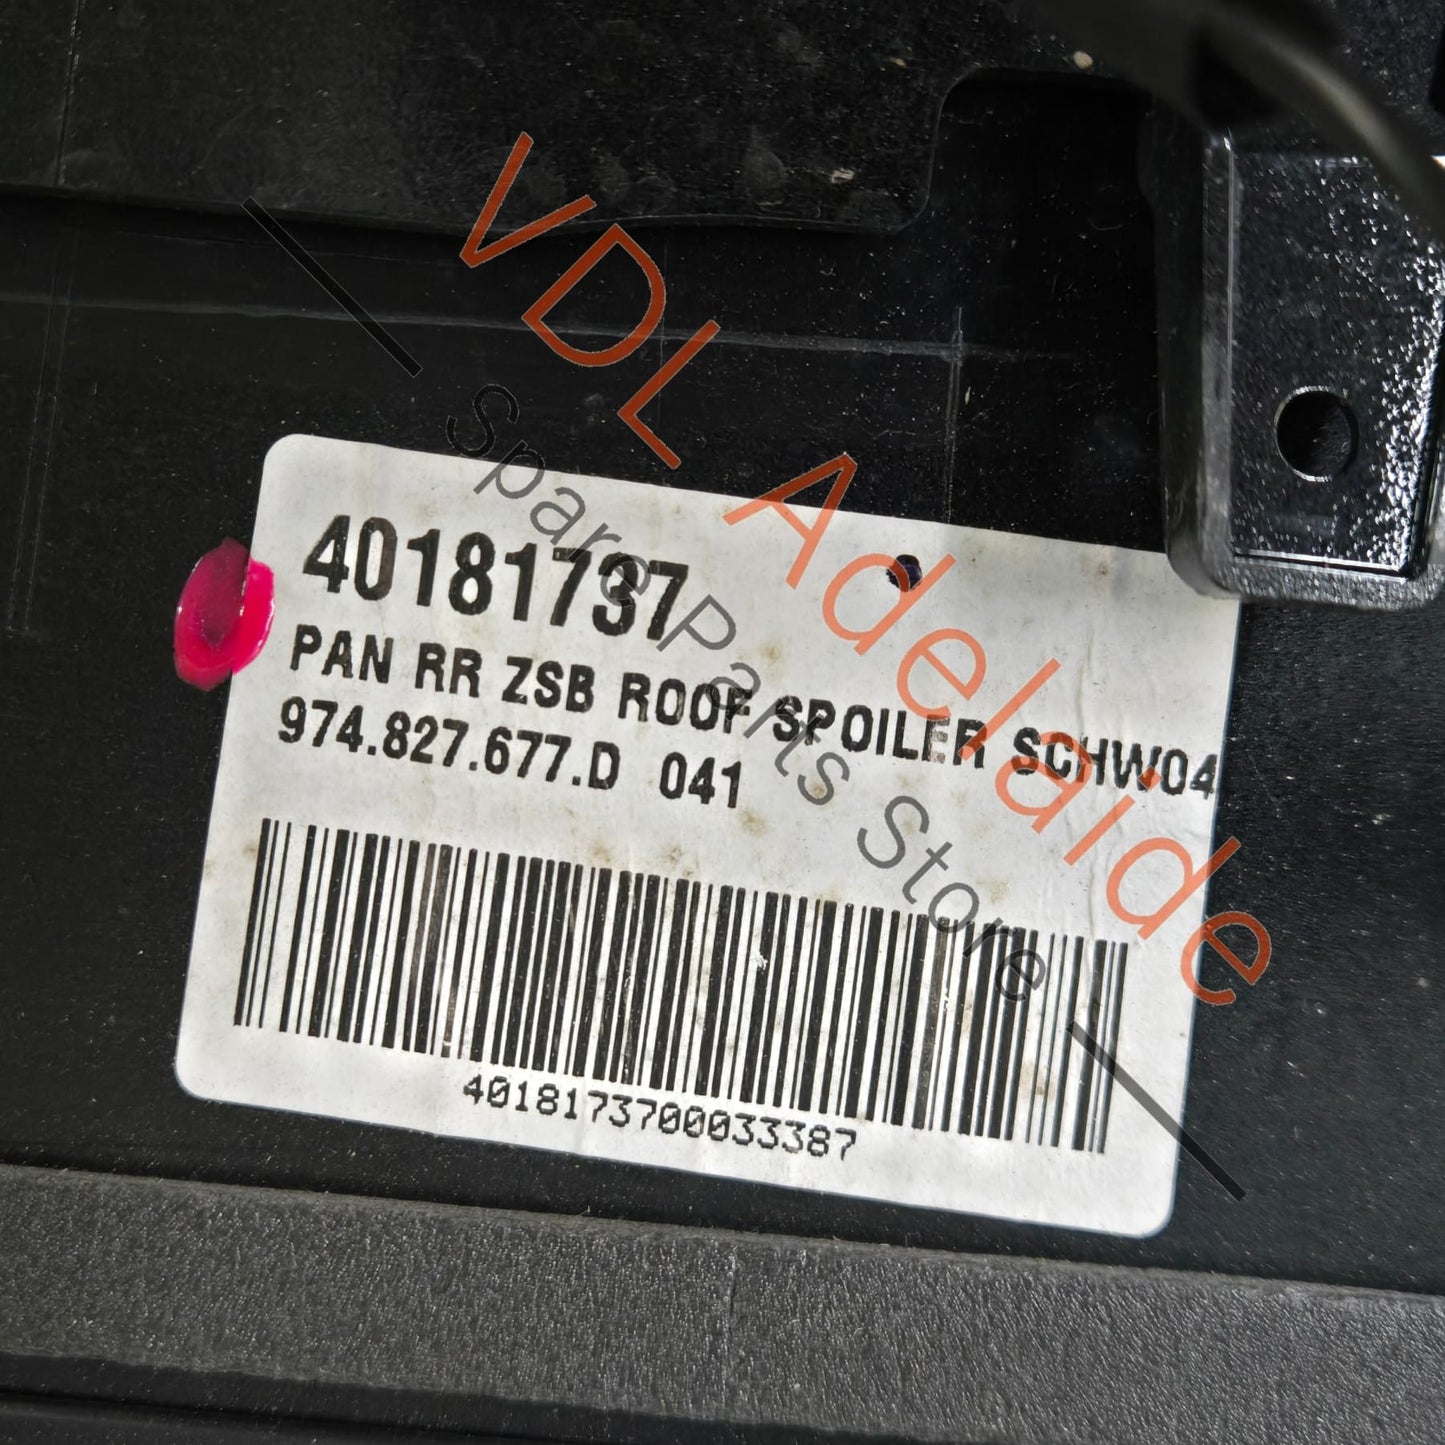 VDL Adelaide
Spare Parts Store
40181737
PAN RR ZSB ROOF SPOILER SCHW04
974.827.677.D 041
4018173700033387